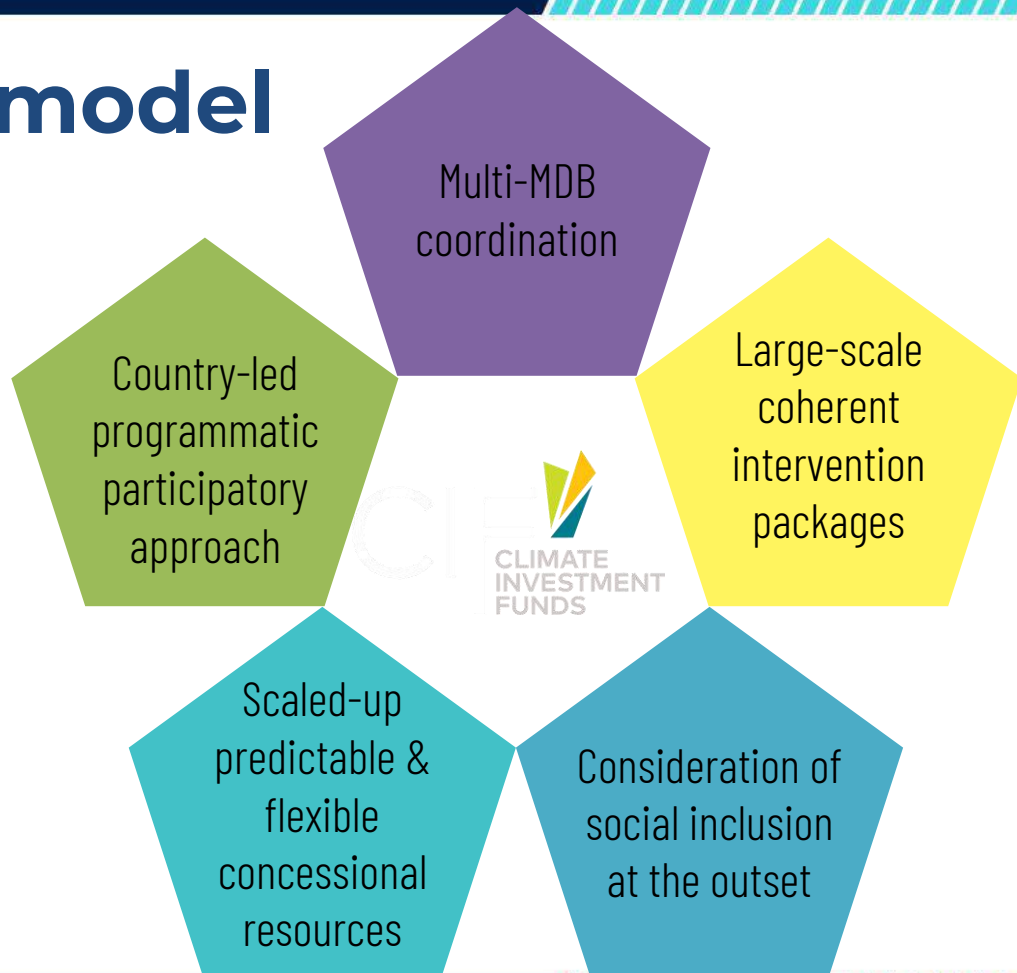 model
Multi-MDB
coordination
Country-led
programmatic
participatory
approach
Large-scale
coherent
intervention
packages
CLIMATE
INVESTMENT
FUNDS
Scaled-up
predictable &
flexible
concessional
resources
Consideration of
social inclusion
at the outset